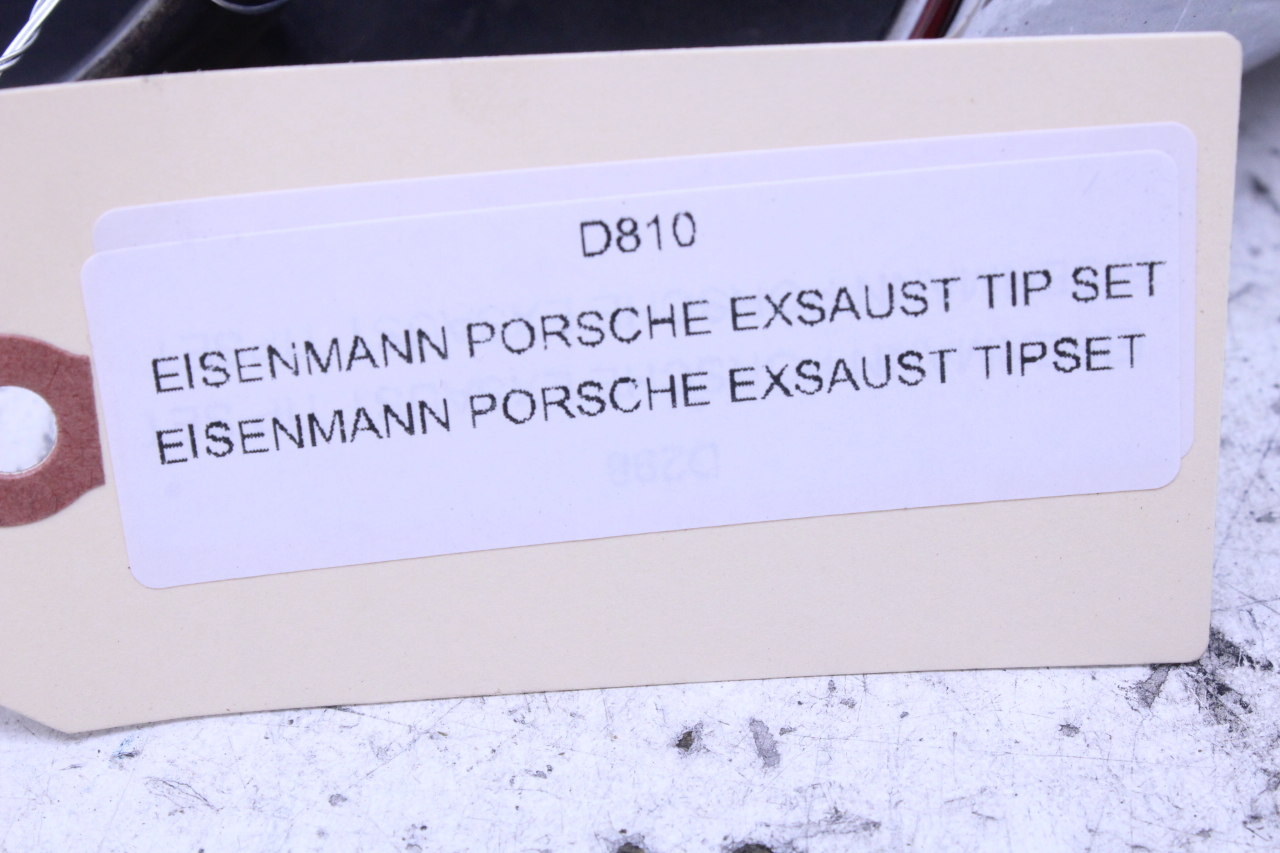 D810
EISENMANN PORSCHE EXSAUST TIP SET
EISENMANN PORSCHE EXSAUST TIPSET